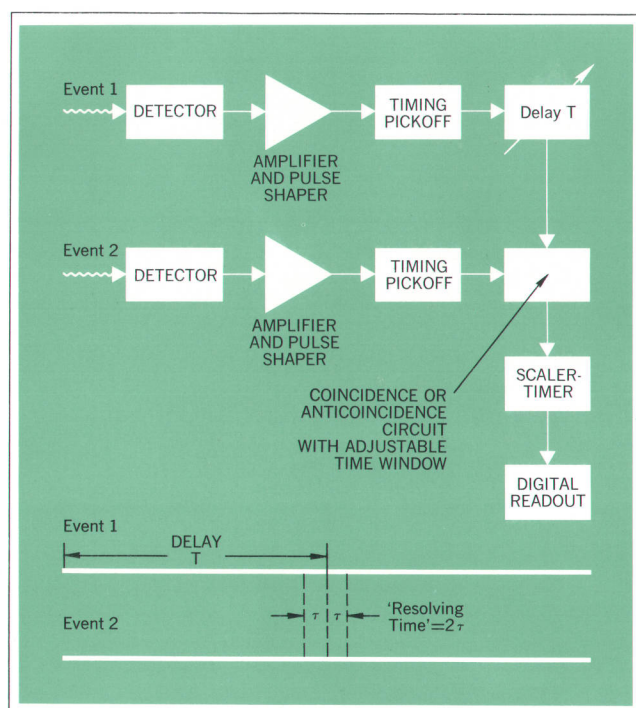 Event 1
DETECTOR
AMPLIFIER
AND PULSE
SHAPER
TIMING
PICKOFF
Delay T
Event 2
DETECTOR
AMPLIFIER
AND PULSE
SHAPER
TIMING
PICKOFF
COINCIDENCE OR
ANTICOINCIDENCE
CIRCUIT
WITH ADJUSTABLE
TIME WINDOW
SCALER-
TIMER
DIGITAL
READOUT
Event 1
DELAY
T
Event 2
τ τ
'Resolving
Time'=2τ